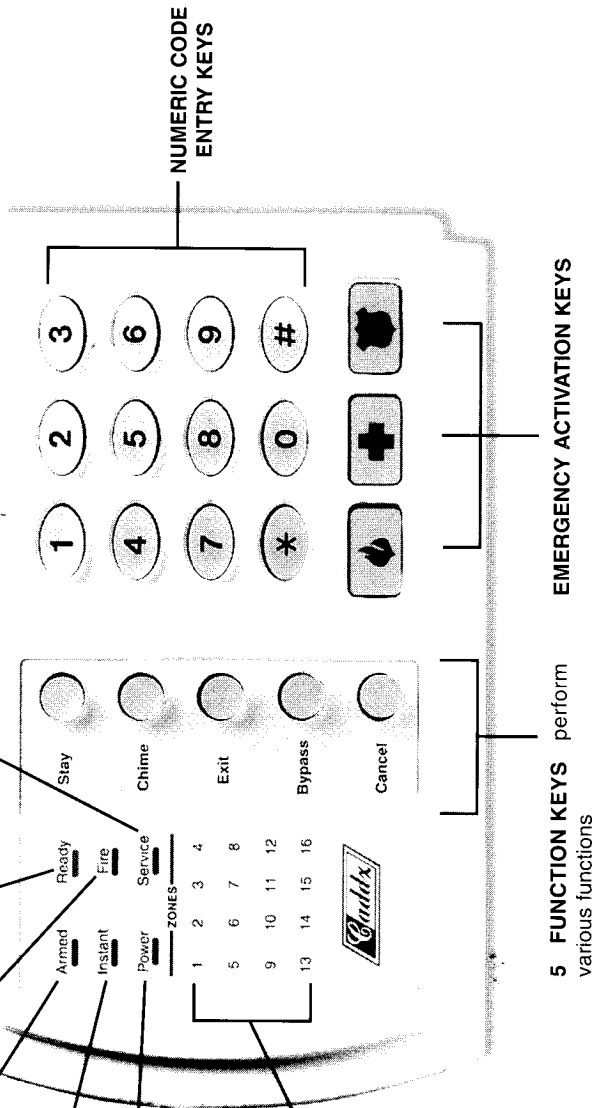 NUMERIC CODE
ENTRY KEYS
1 2 3
4 5 6
7 8 9
* 0 #
EMERGENCY ACTIVATION KEYS
Stay
Chime
Exit
Bypass
Cancel
5 FUNCTION KEYS perform
various functions
Armed Ready
Instant Fire
Power Service
ZONES
1 2 3 4
5 6 7 8
9 10 11 12
13 14 15 16
Caddx